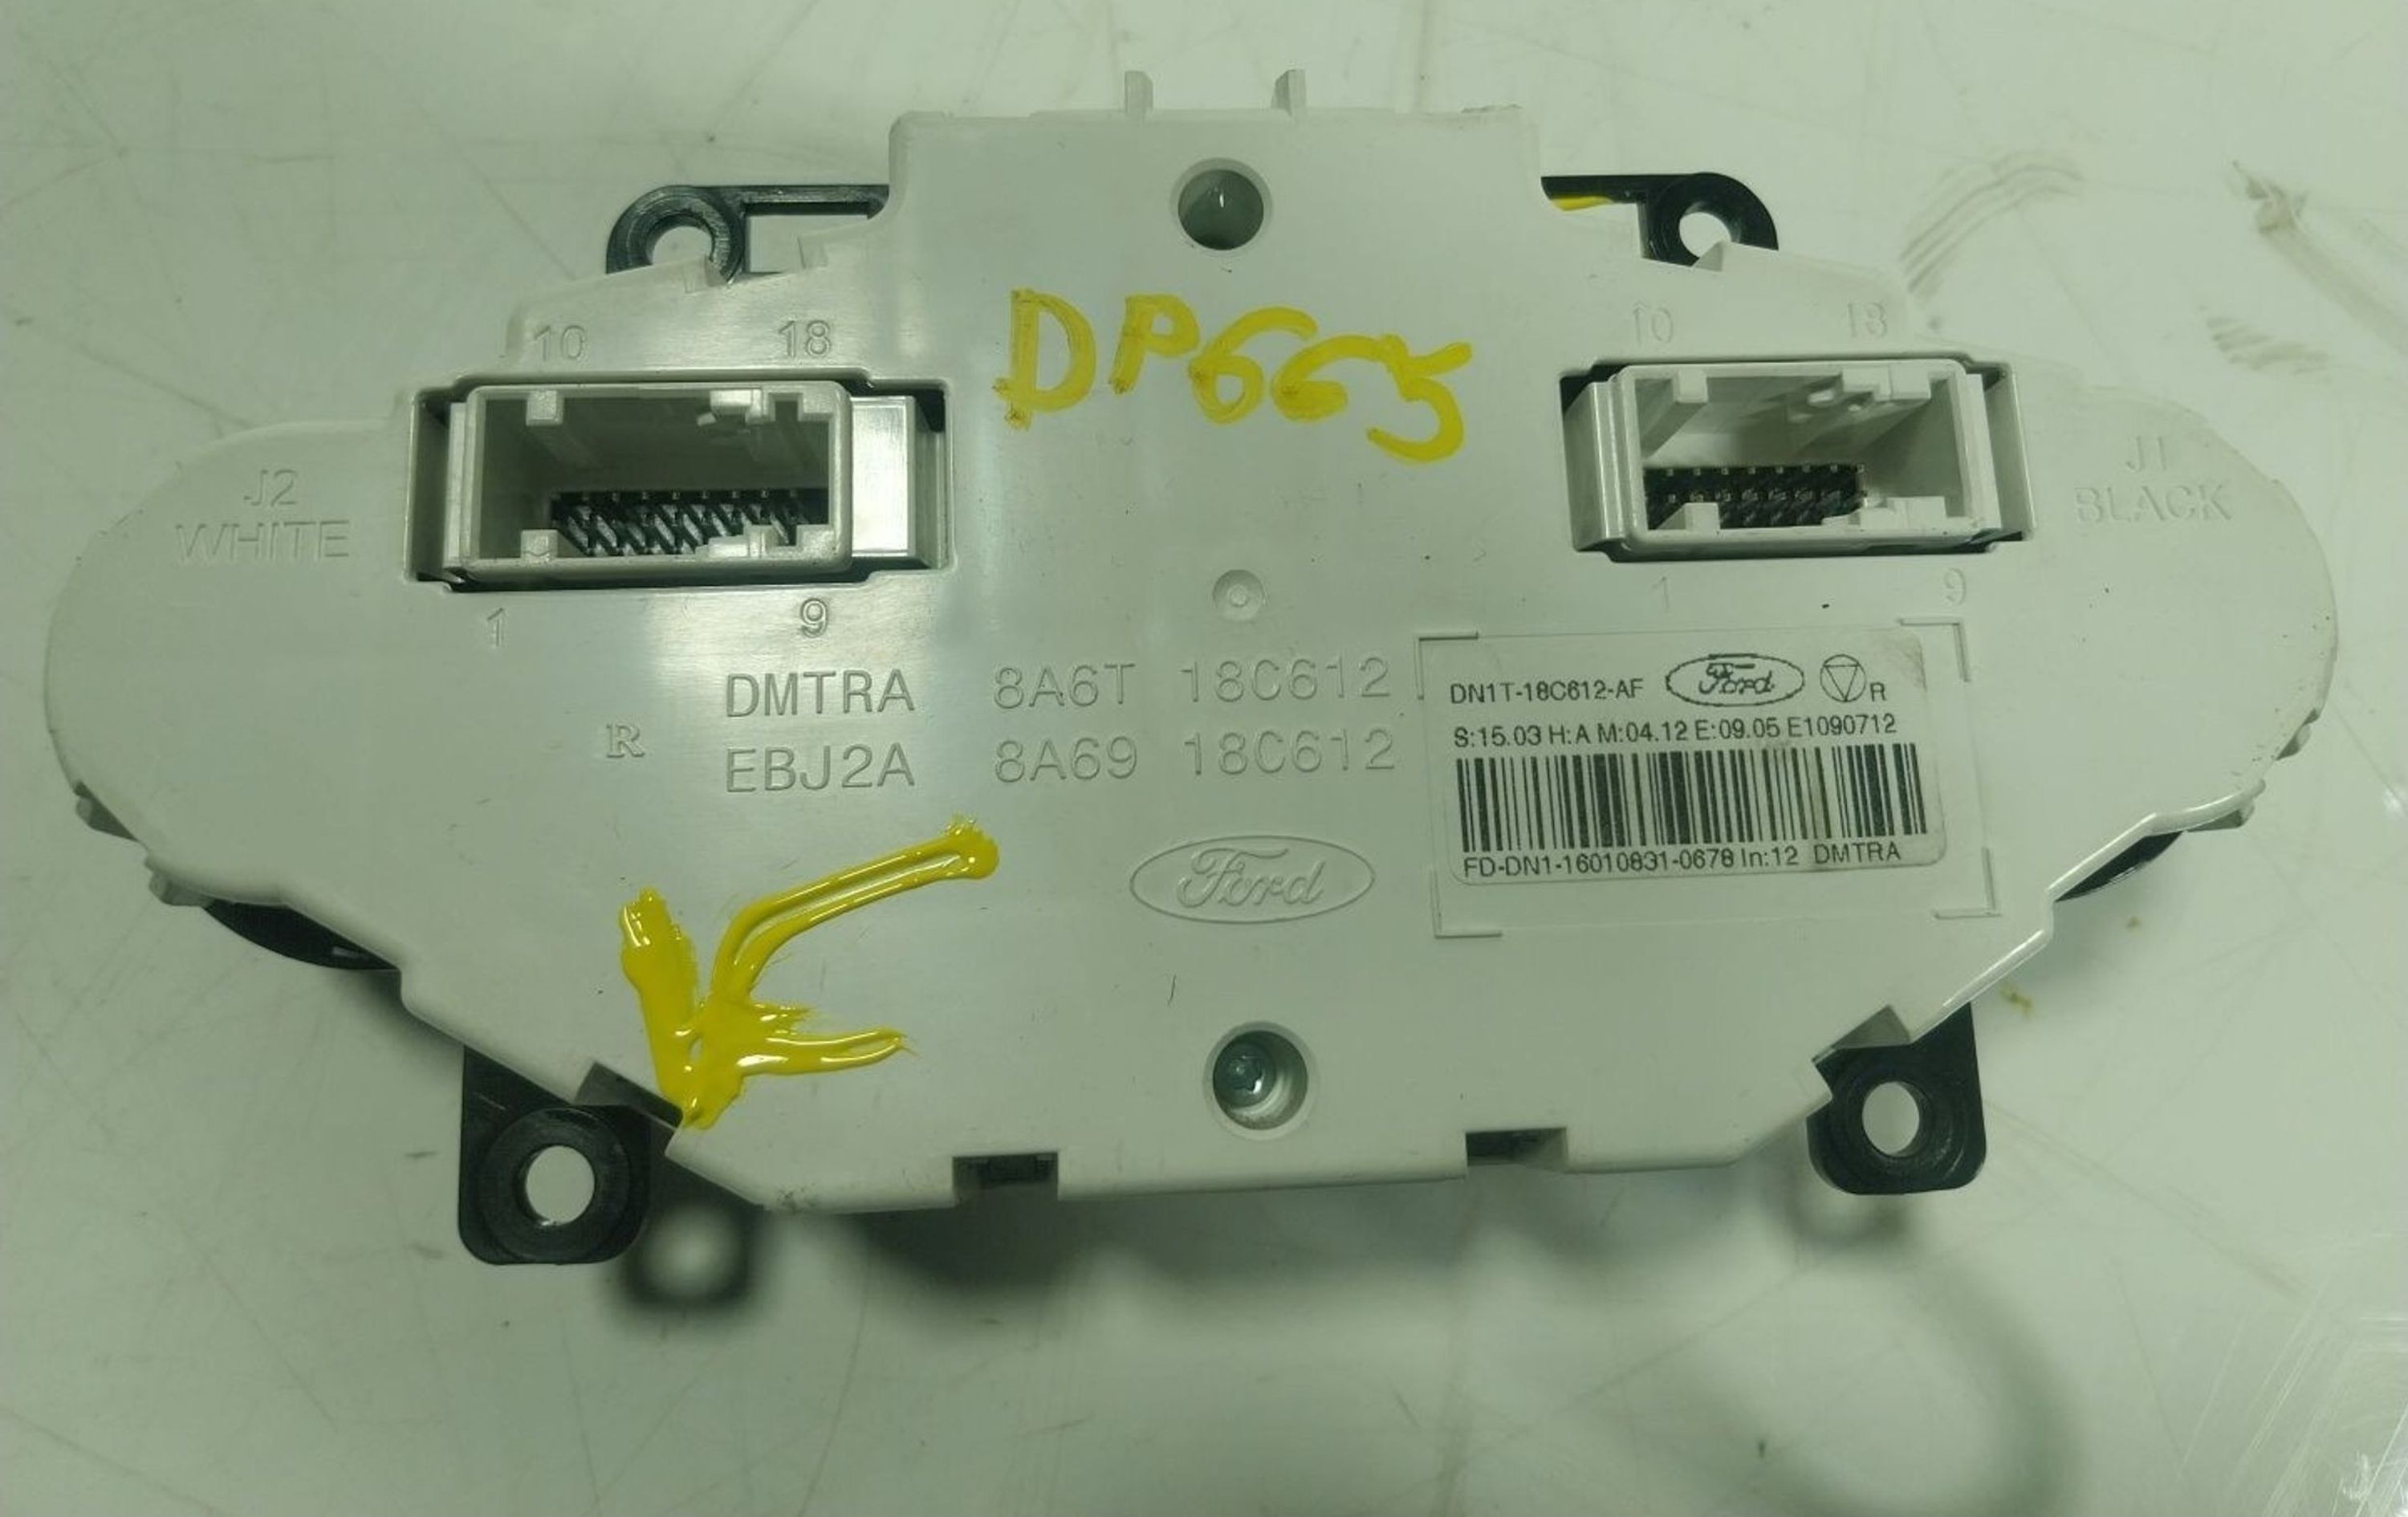 DP665
10 18
10 18
J2
WHITE
J1
BLACK
1 9
1 9
DMTRA 8A6T 18C612
R EBJ2A 8A69 18C612
DN1T-18C612-AF Ford R
S:15.03 H:A M:04.12 E:09.05 E1090712
FD-DN1-16010831-0678 In:12 DMTRA
Ford